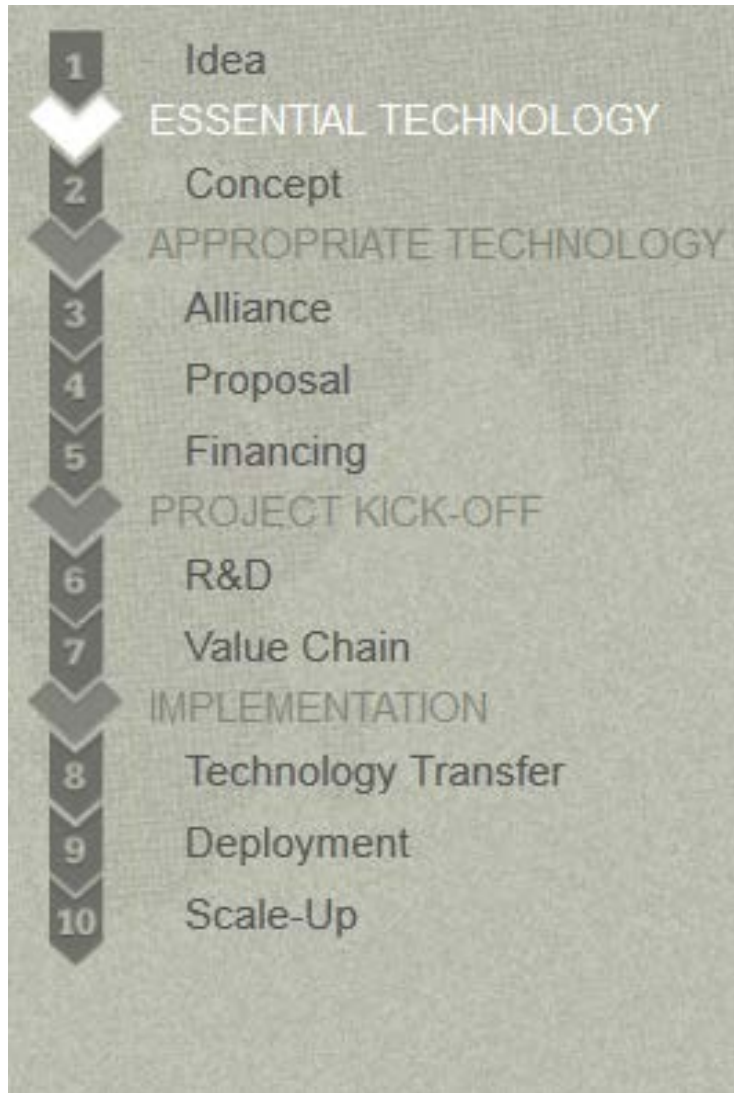 1 Idea
ESSENTIAL TECHNOLOGY
2 Concept
APPROPRIATE TECHNOLOGY
3 Alliance
4 Proposal
5 Financing
PROJECT KICK-OFF
6 R&D
7 Value Chain
IMPLEMENTATION
8 Technology Transfer
9 Deployment
10 Scale-Up